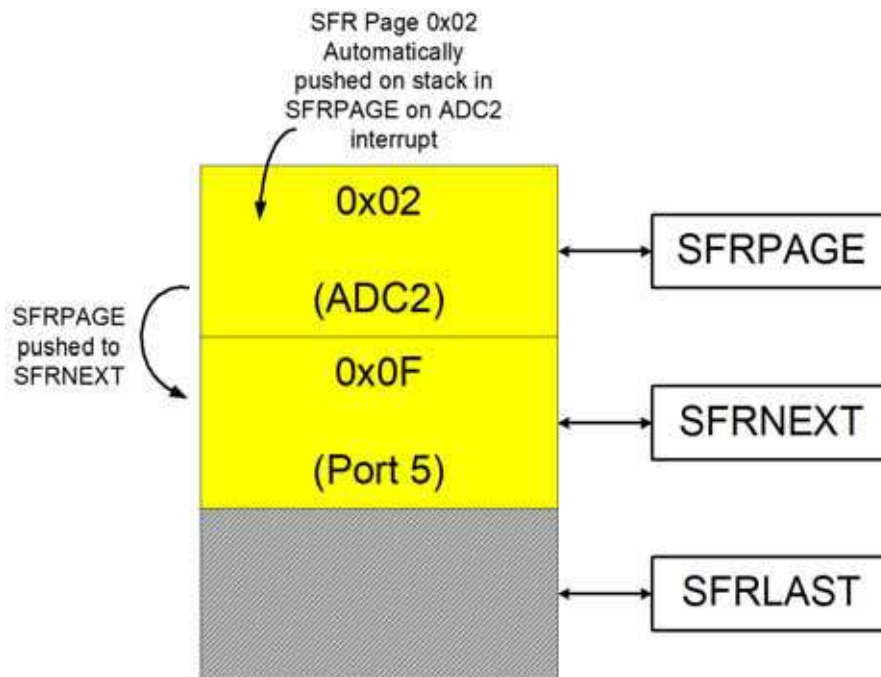 SFR Page 0x02
Automatically
pushed on stack in
SFRPAGE on ADC2
interrupt
0x02
(ADC2)
SFRPAGE
SFRPAGE
pushed to
SFRNEXT
0x0F
(Port 5)
SFRNEXT
SFRLAST